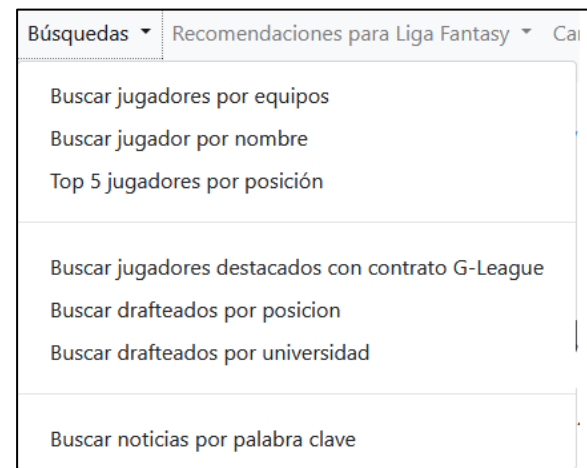 Búsquedas Recomendaciones para Liga Fantasy
Buscar jugadores por equipos
Buscar jugador por nombre
Top 5 jugadores por posición
Buscar jugadores destacados con contrato G-League
Buscar drafteados por posicion
Buscar drafteados por universidad
Buscar noticias por palabra clave